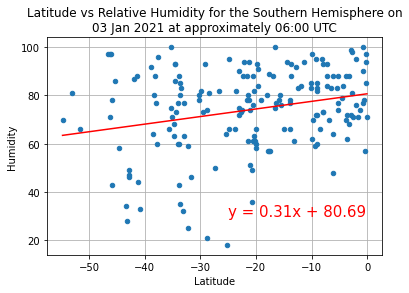 Latitude vs Relative Humidity for the Southern Hemisphere on
03 Jan 2021 at approximately 06:00 UTC
100
80
60
40
20
Humidity
y = 0.31x + 80.69
−50
−40
−30
−20
−10
0
Latitude